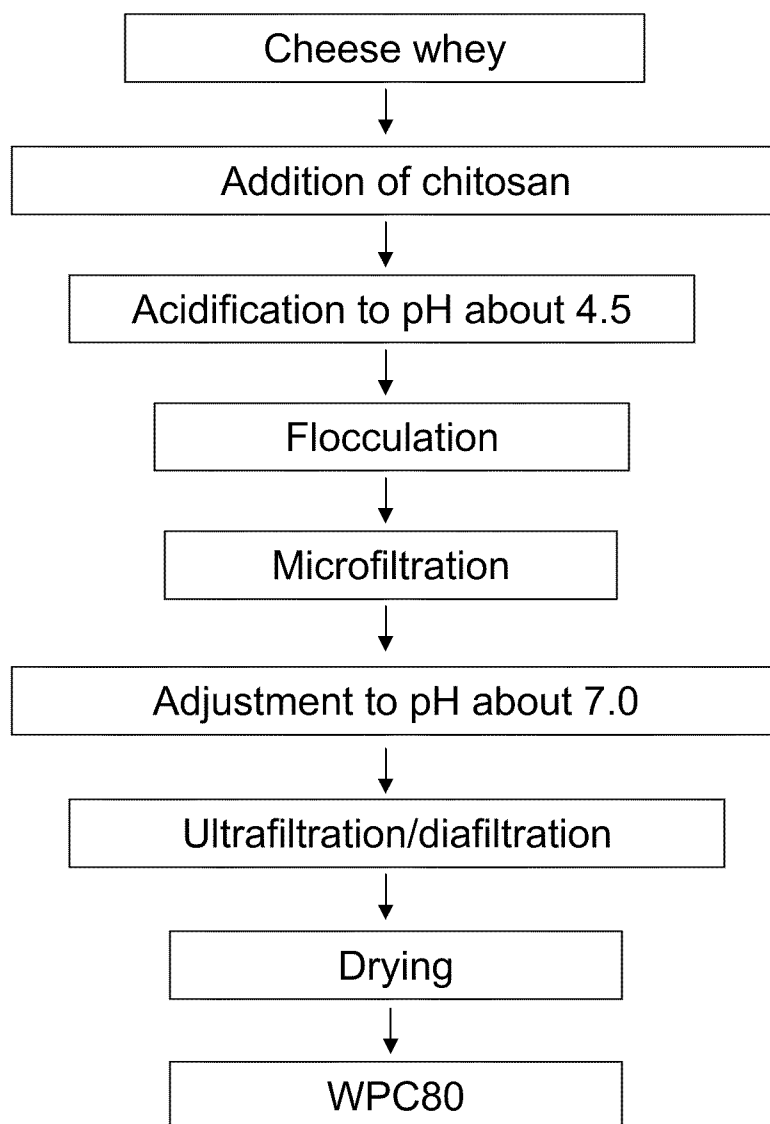 Cheese whey
Addition of chitosan
Acidification to pH about 4.5
Flocculation
Microfiltration
Adjustment to pH about 7.0
Ultrafiltration/diafiltration
Drying
WPC80